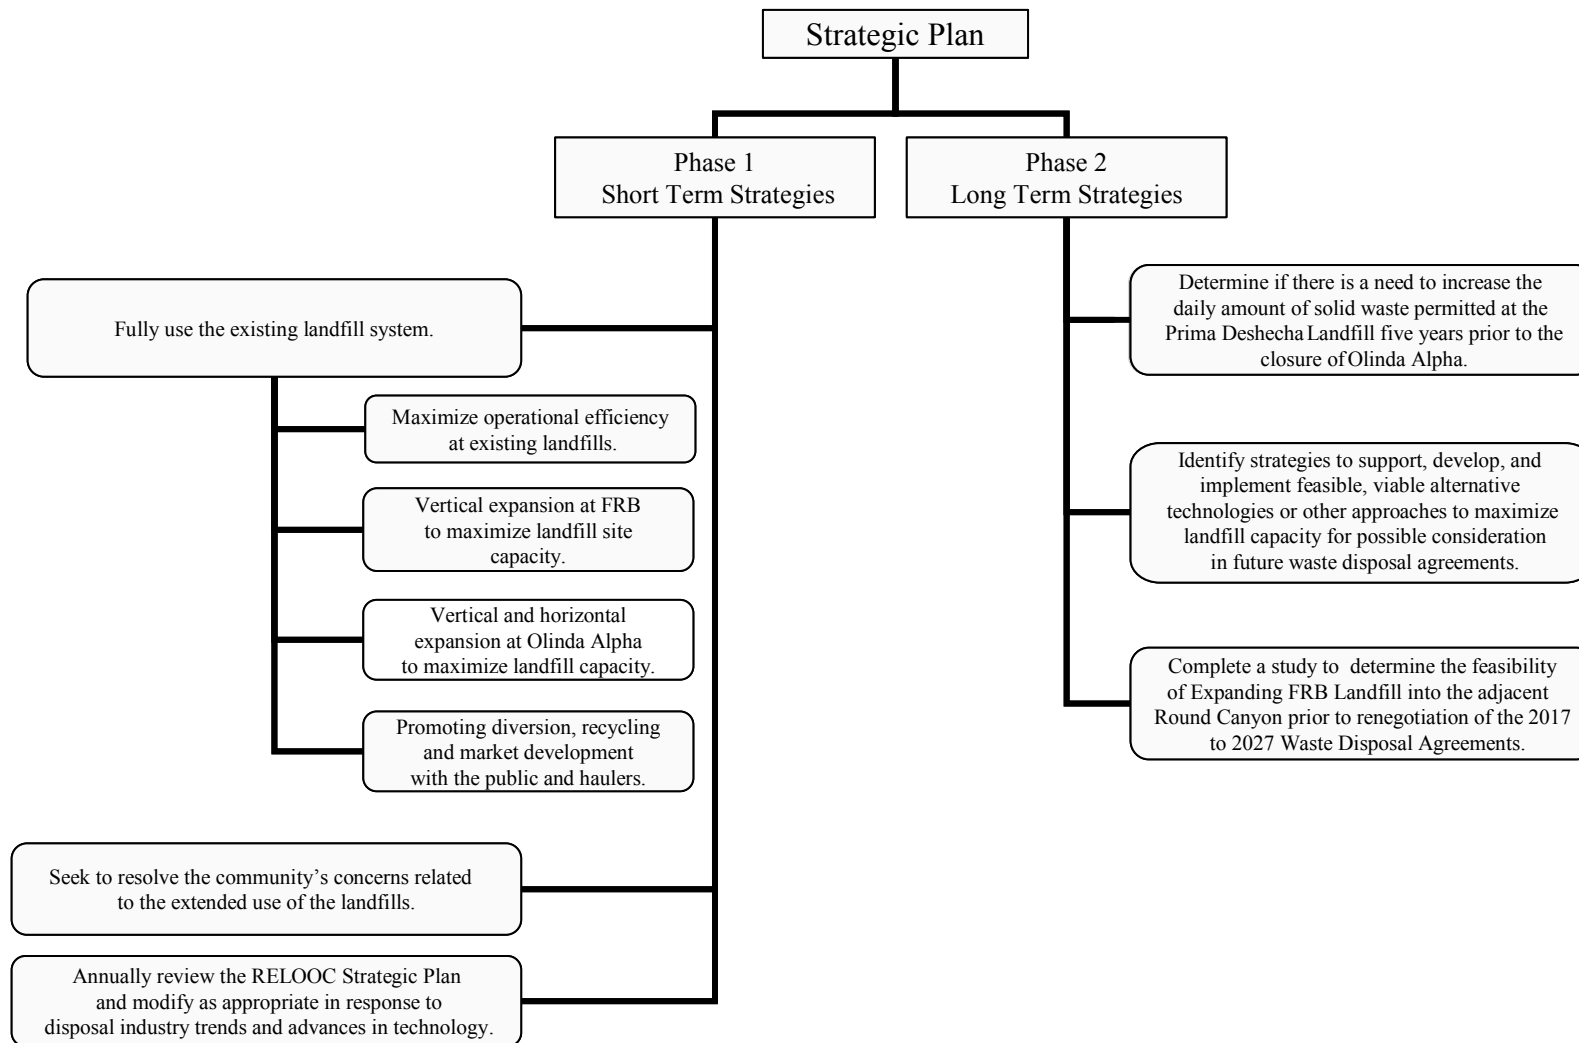 Strategic Plan
Phase 1
Short Term Strategies
Phase 2
Long Term Strategies
Fully use the existing landfill system.
Maximize operational efficiency
at existing landfills.
Vertical expansion at FRB
to maximize landfill site
capacity.
Vertical and horizontal
expansion at Olinda Alpha
to maximize landfill capacity.
Promoting diversion, recycling
and market development
with the public and haulers.
Seek to resolve the community’s concerns related
to the extended use of the landfills.
Annually review the RELOOC Strategic Plan
and modify as appropriate in response to
disposal industry trends and advances in technology.
Determine if there is a need to increase the
daily amount of solid waste permitted at the
Prima Deshecha Landfill five years prior to the
closure of Olinda Alpha.
Identify strategies to support, develop, and
implement feasible, viable alternative
technologies or other approaches to maximize
landfill capacity for possible consideration
in future waste disposal agreements.
Complete a study to determine the feasibility
of Expanding FRB Landfill into the adjacent
Round Canyon prior to renegotiation of the 2017
to 2027 Waste Disposal Agreements.